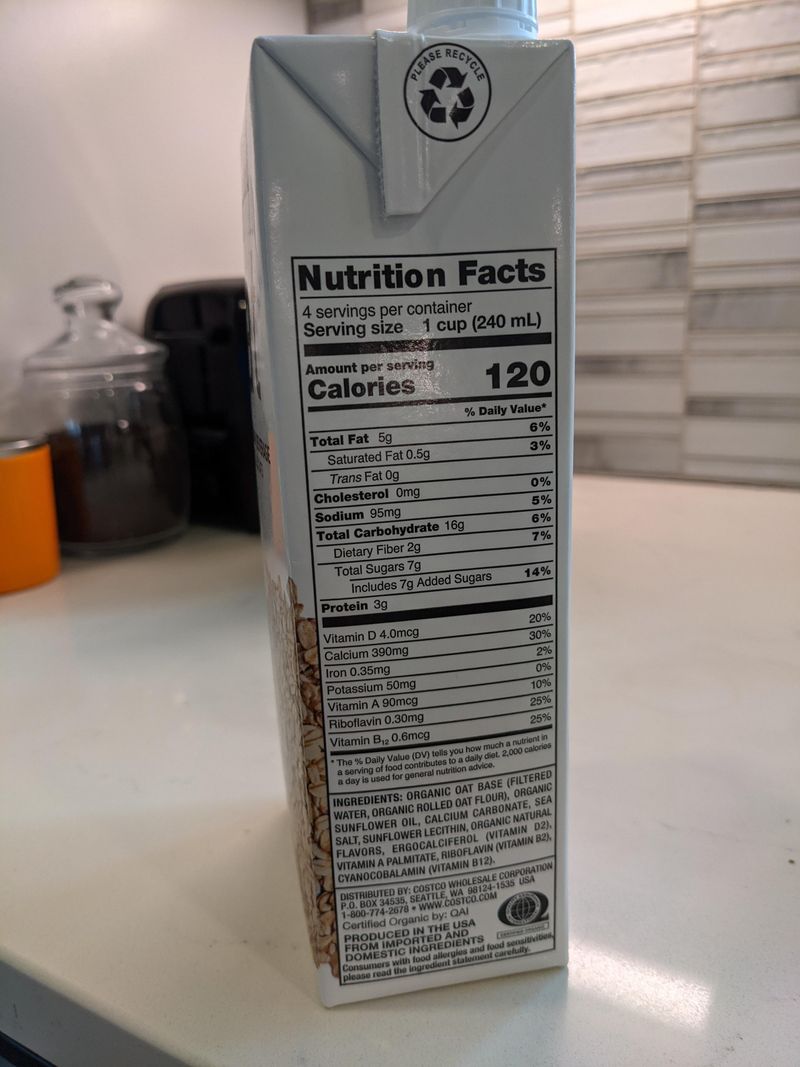 PLEASE RECYCLE
Nutrition Facts
4 servings per container
Serving size 1 cup (240 mL)
Amount per serving
Calories 120
% Daily Value*
Total Fat 5g 6%
Saturated Fat 0.5g 3%
Trans Fat 0g
Cholesterol 0mg 0%
Sodium 95mg 5%
Total Carbohydrate 16g 6%
Dietary Fiber 2g 7%
Total Sugars 7g
Includes 7g Added Sugars 14%
Protein 3g
Vitamin D 4.0mcg 20%
Calcium 390mg 30%
Iron 0.35mg 2%
Potassium 50mg 0%
Vitamin A 90mcg 10%
Riboflavin 0.30mg 25%
Vitamin B12 0.6mcg 25%
* The % Daily Value (DV) tells you how much a nutrient in
a serving of food contributes to a daily diet. 2,000 calories
a day is used for general nutrition advice.
INGREDIENTS: ORGANIC OAT BASE (FILTERED
WATER, ORGANIC ROLLED OAT FLOUR), ORGANIC
SUNFLOWER OIL, CALCIUM CARBONATE, SEA
SALT, SUNFLOWER LECITHIN, ORGANIC NATURAL
FLAVORS, ERGOCALCIFEROL (VITAMIN D2),
VITAMIN A PALMITATE, RIBOFLAVIN (VITAMIN B2),
CYANOCOBALAMIN (VITAMIN B12).
DISTRIBUTED BY: COSTCO WHOLESALE CORPORATION
P.O. BOX 34535, SEATTLE, WA 98124-1535 USA
1-800-774-2678 • WWW.COSTCO.COM
Certified Organic by: QAI
PRODUCED IN THE USA
FROM IMPORTED AND
DOMESTIC INGREDIENTS
CERTIFIED ORGANIC
Consumers with food allergies and food sensitivities,
please read the ingredient statement carefully.